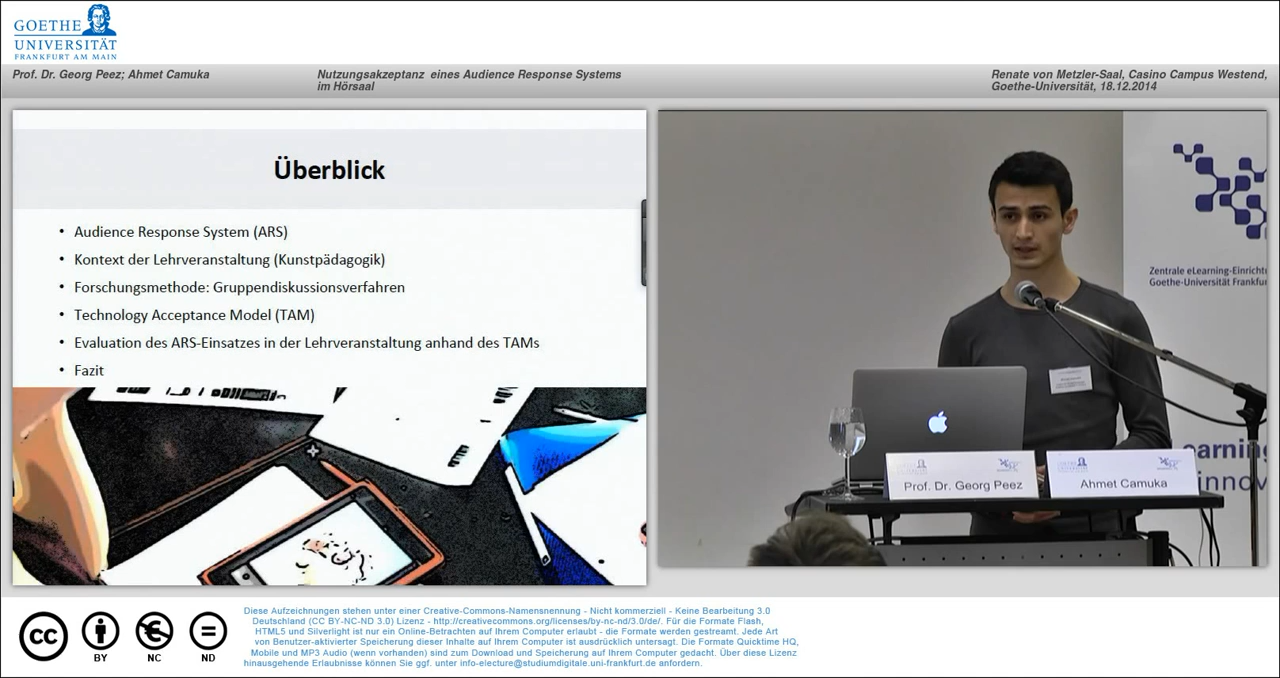 GOETHE
UNIVERSITÄT
FRANKFURT AM MAIN
Prof. Dr. Georg Peez; Ahmet Camuka
Nutzungsakzeptanz eines Audience Response Systems
im Hörsaal
Renate von Metzler-Saal, Casino Campus Westend,
Goethe-Universität, 18.12.2014
Überblick
• Audience Response System (ARS)
• Kontext der Lehrveranstaltung (Kunstpädagogik)
• Forschungsmethode: Gruppendiskussionsverfahren
• Technology Acceptance Model (TAM)
• Evaluation des ARS-Einsatzes in der Lehrveranstaltung anhand des TAMs
• Fazit
Zentrale eLearning-Einricht
Goethe-Universität Frankfu
earning
innov
Prof. Dr. Georg Peez
Ahmet Camuka
cc
BY
NC
ND
Diese Aufzeichnungen stehen unter einer Creative-Commons-Namensnennung - Nicht kommerziell - Keine Bearbeitung 3.0
Deutschland (CC BY-NC-ND 3.0) Lizenz - http://creativecommons.org/licenses/by-nc-nd/3.0/de/. Für die Formate Flash,
HTML5 und Silverlight ist nur ein Online-Betrachten auf Ihrem Computer erlaubt - die Formate werden gestreamt. Jede Art
von Benutzer-aktivierter Speicherung dieser Inhalte auf Ihrem Computer ist ausdrücklich untersagt. Die Formate Quicktime HQ,
Mobile und MP3 Audio (wenn vorhanden) sind zum Download und Speicherung auf Ihrem Computer gedacht. Über diese Lizenz
hinausgehende Erlaubnisse können Sie ggf. unter info-electure@studiumdigitale.uni-frankfurt.de anfordern.